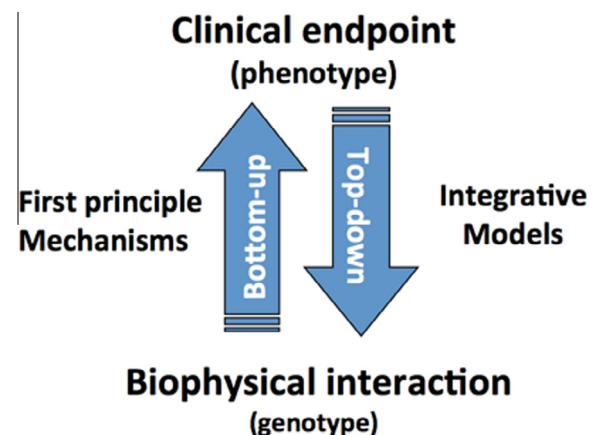 Clinical endpoint
(phenotype)
First principle
Mechanisms
Bottom-up
Top-down
Integrative
Models
Biophysical interaction
(genotype)